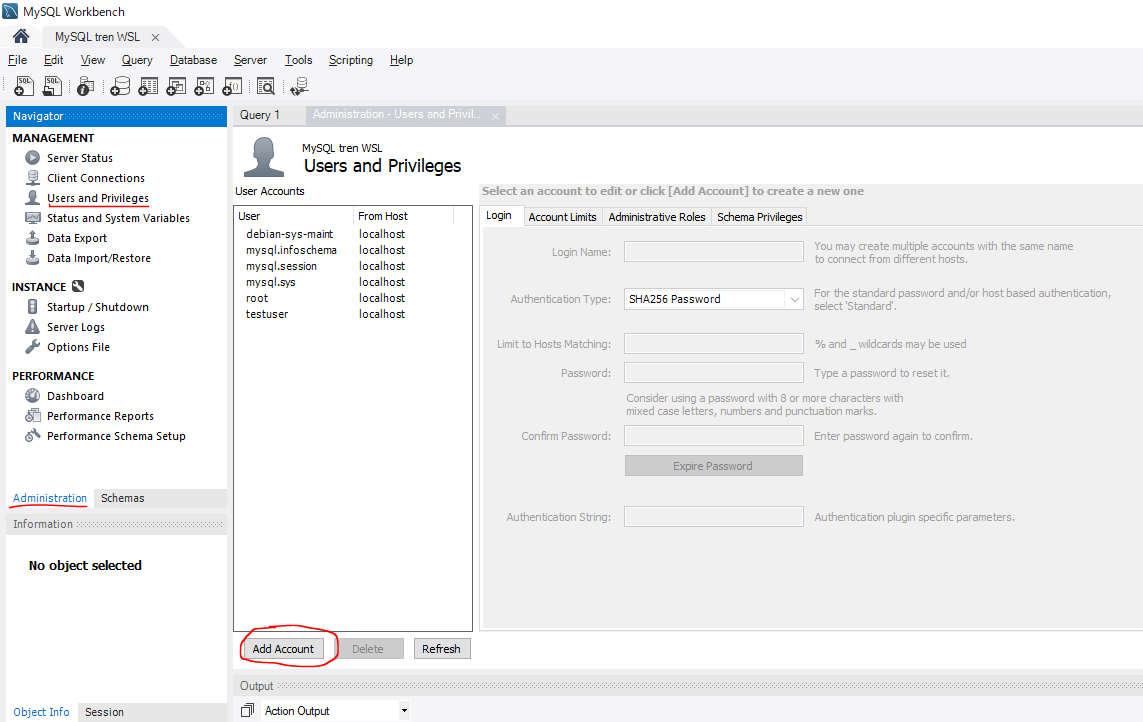 MySQL Workbench
MySQL tren WSL
File Edit View Query Database Server Tools Scripting Help
Navigator
MANAGEMENT
Server Status
Client Connections
Users and Privileges
Status and System Variables
Data Export
Data Import/Restore
INSTANCE
Startup / Shutdown
Server Logs
Options File
PERFORMANCE
Dashboard
Performance Reports
Performance Schema Setup
Administration Schemas
Information
No object selected
Object Info Session
Query 1 Administration - Users and Privil...
MySQL tren WSL
Users and Privileges
User Accounts
User From Host
debian-sys-maint localhost
mysql.infoschema localhost
mysql.session localhost
mysql.sys localhost
root localhost
testuser localhost
Add Account Delete Refresh
Select an account to edit or click [Add Account] to create a new one
Login Account Limits Administrative Roles Schema Privileges
Login Name: You may create multiple accounts with the same name
to connect from different hosts.
Authentication Type: SHA256 Password For the standard password and/or host based authentication,
select 'Standard'.
Limit to Hosts Matching: % and _ wildcards may be used
Password: Type a password to reset it.
Consider using a password with 8 or more characters with
mixed case letters, numbers and punctuation marks.
Confirm Password: Enter password again to confirm.
Expire Password
Authentication String: Authentication plugin specific parameters.
Output
Action Output